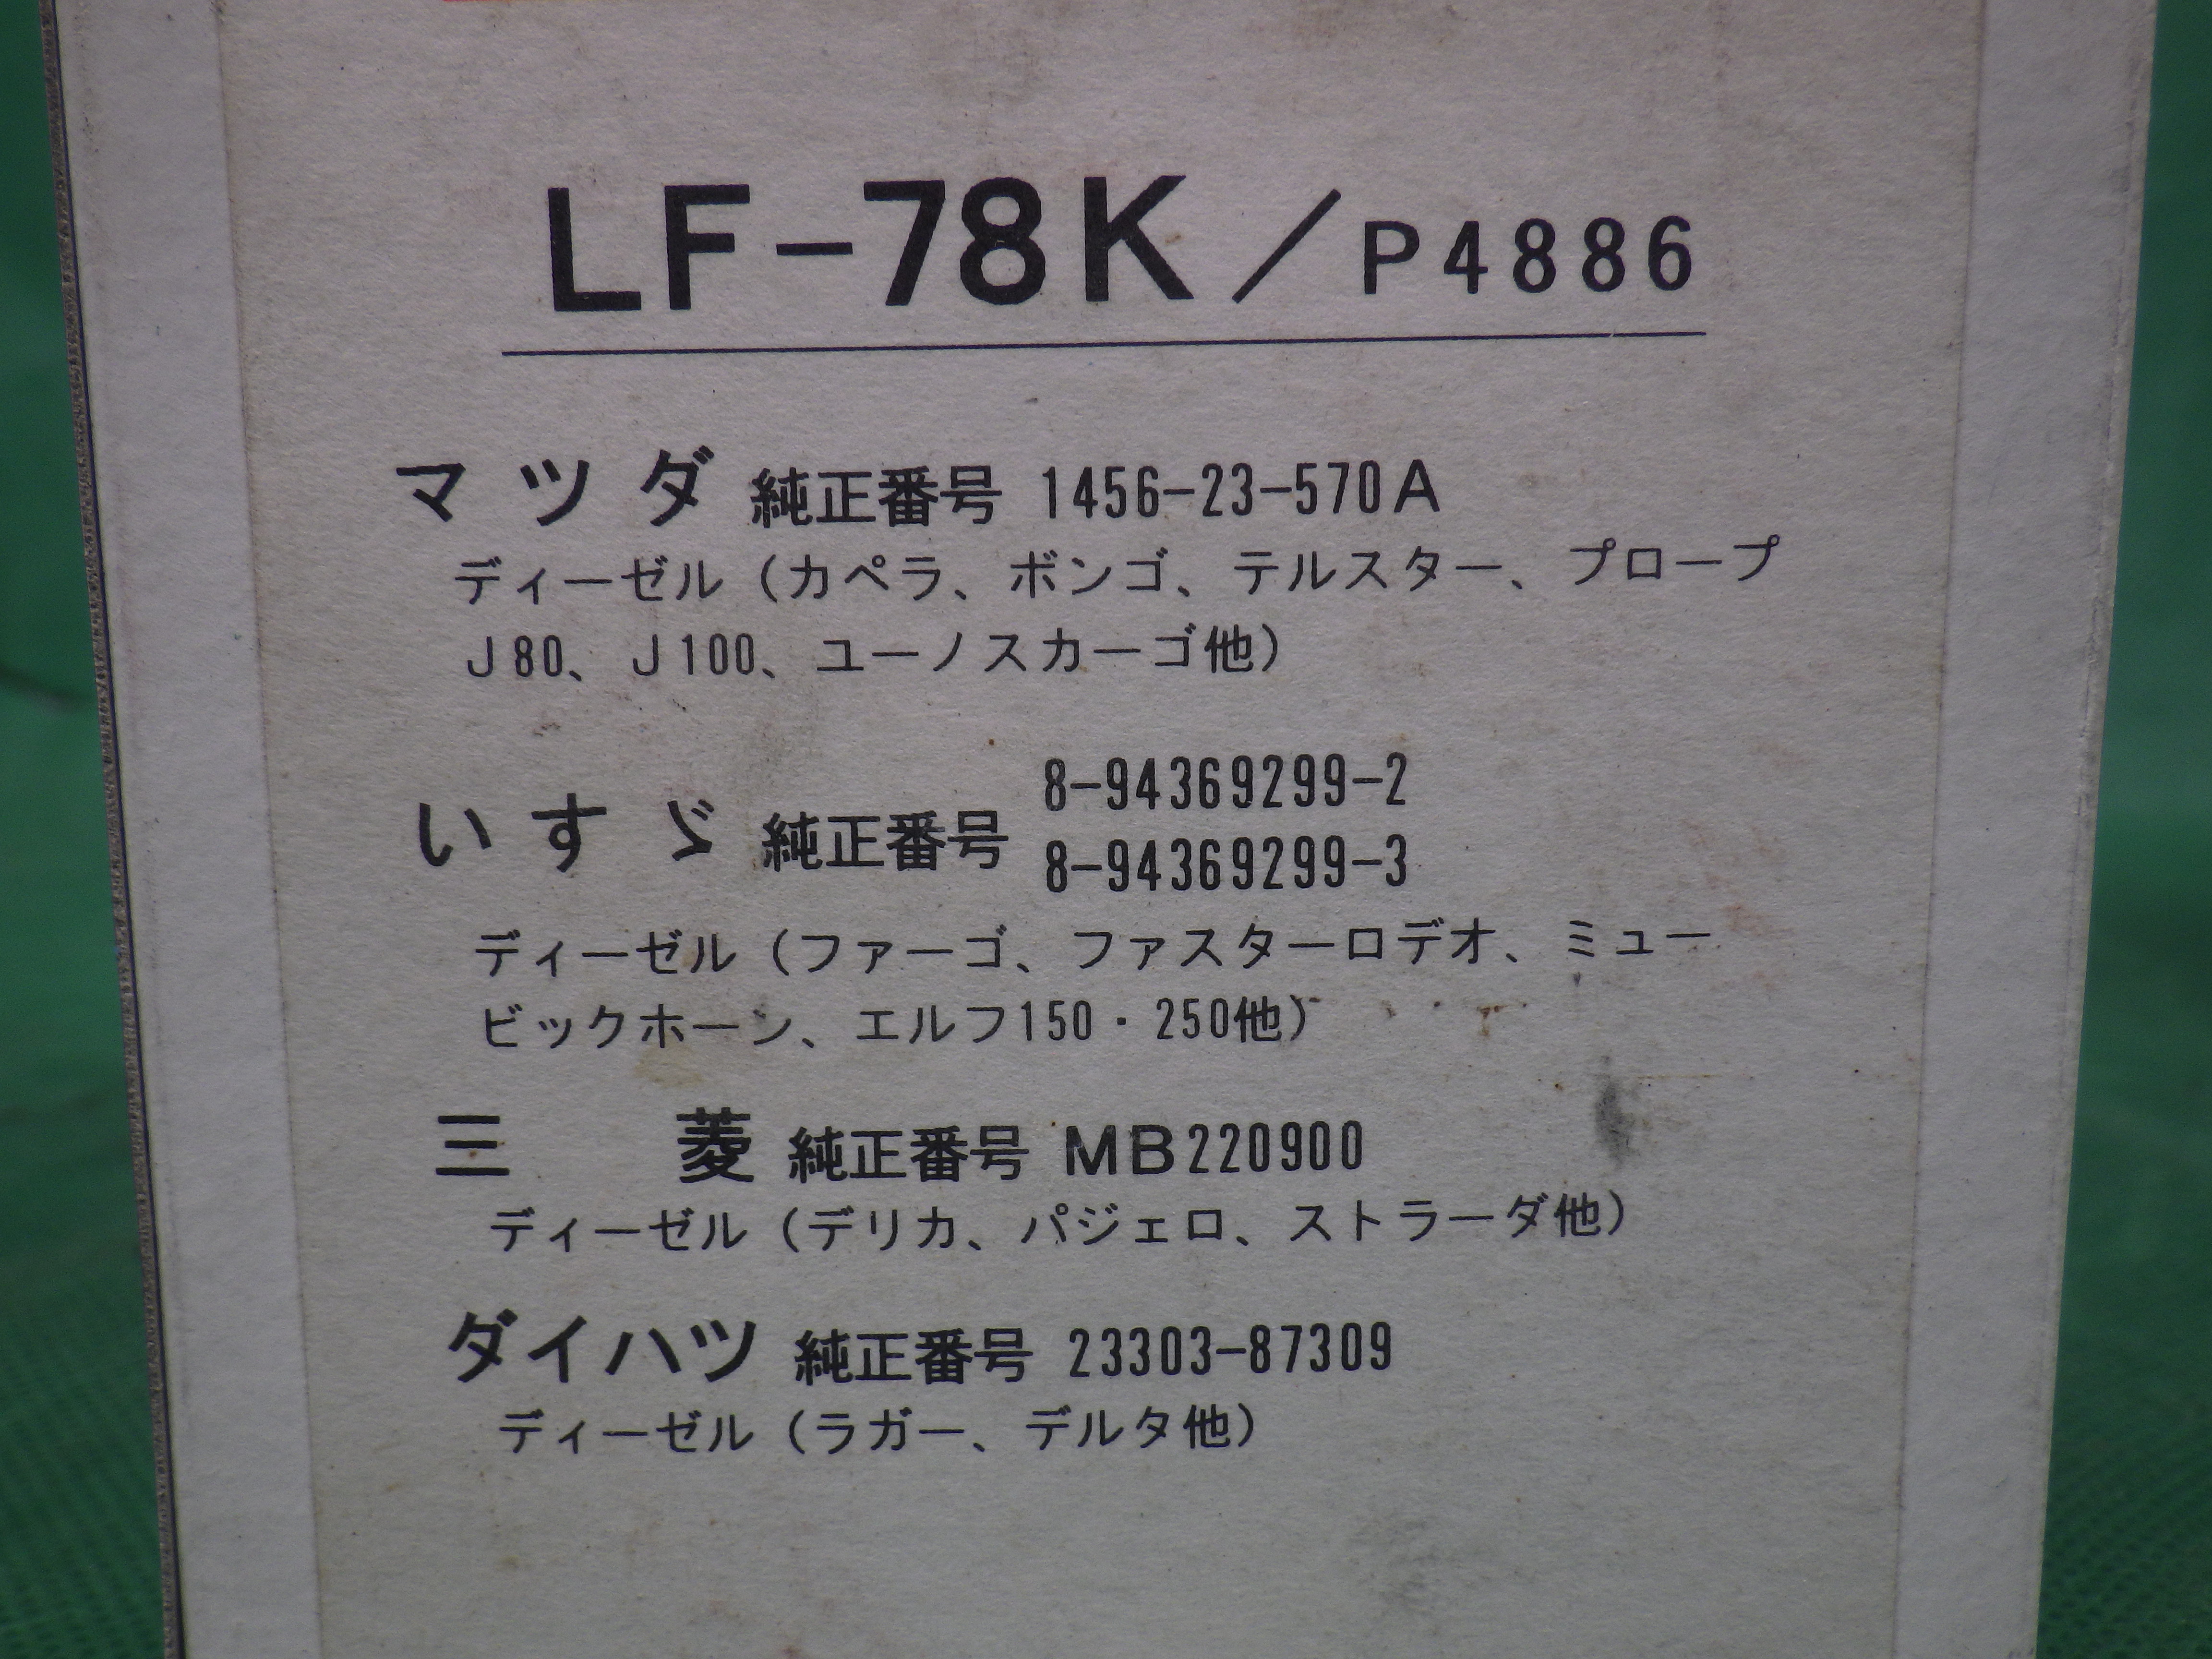 LF-78K/P4886
マツダ 純正番号 1456-23-570A
ディーゼル（カペラ、ボンゴ、テルスター、プローブ
J80、J100、ユーノスカーゴ他）
8-94369299-2
いすゞ 純正番号
8-94369299-3
ディーゼル（ファーゴ、ファスターロデオ、ミュー
ビックホーン、エルフ150・250他）
三菱 純正番号 MB220900
ディーゼル（デリカ、パジェロ、ストラーダ他）
ダイハツ 純正番号 23303-87309
ディーゼル（ラガー、デルタ他）